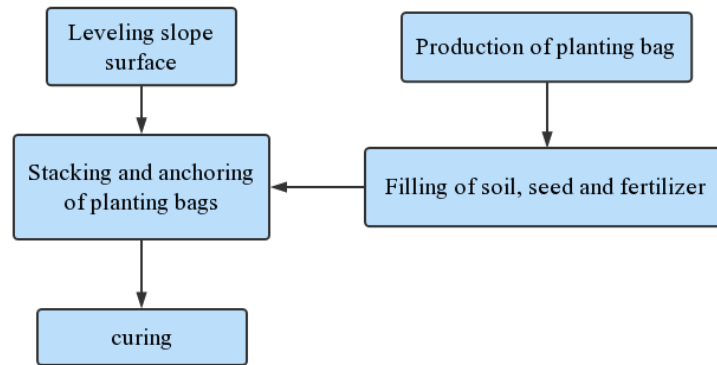 Leveling slope
surface
Production of planting bag
Stacking and anchoring
of planting bags
Filling of soil, seed and fertilizer
curing